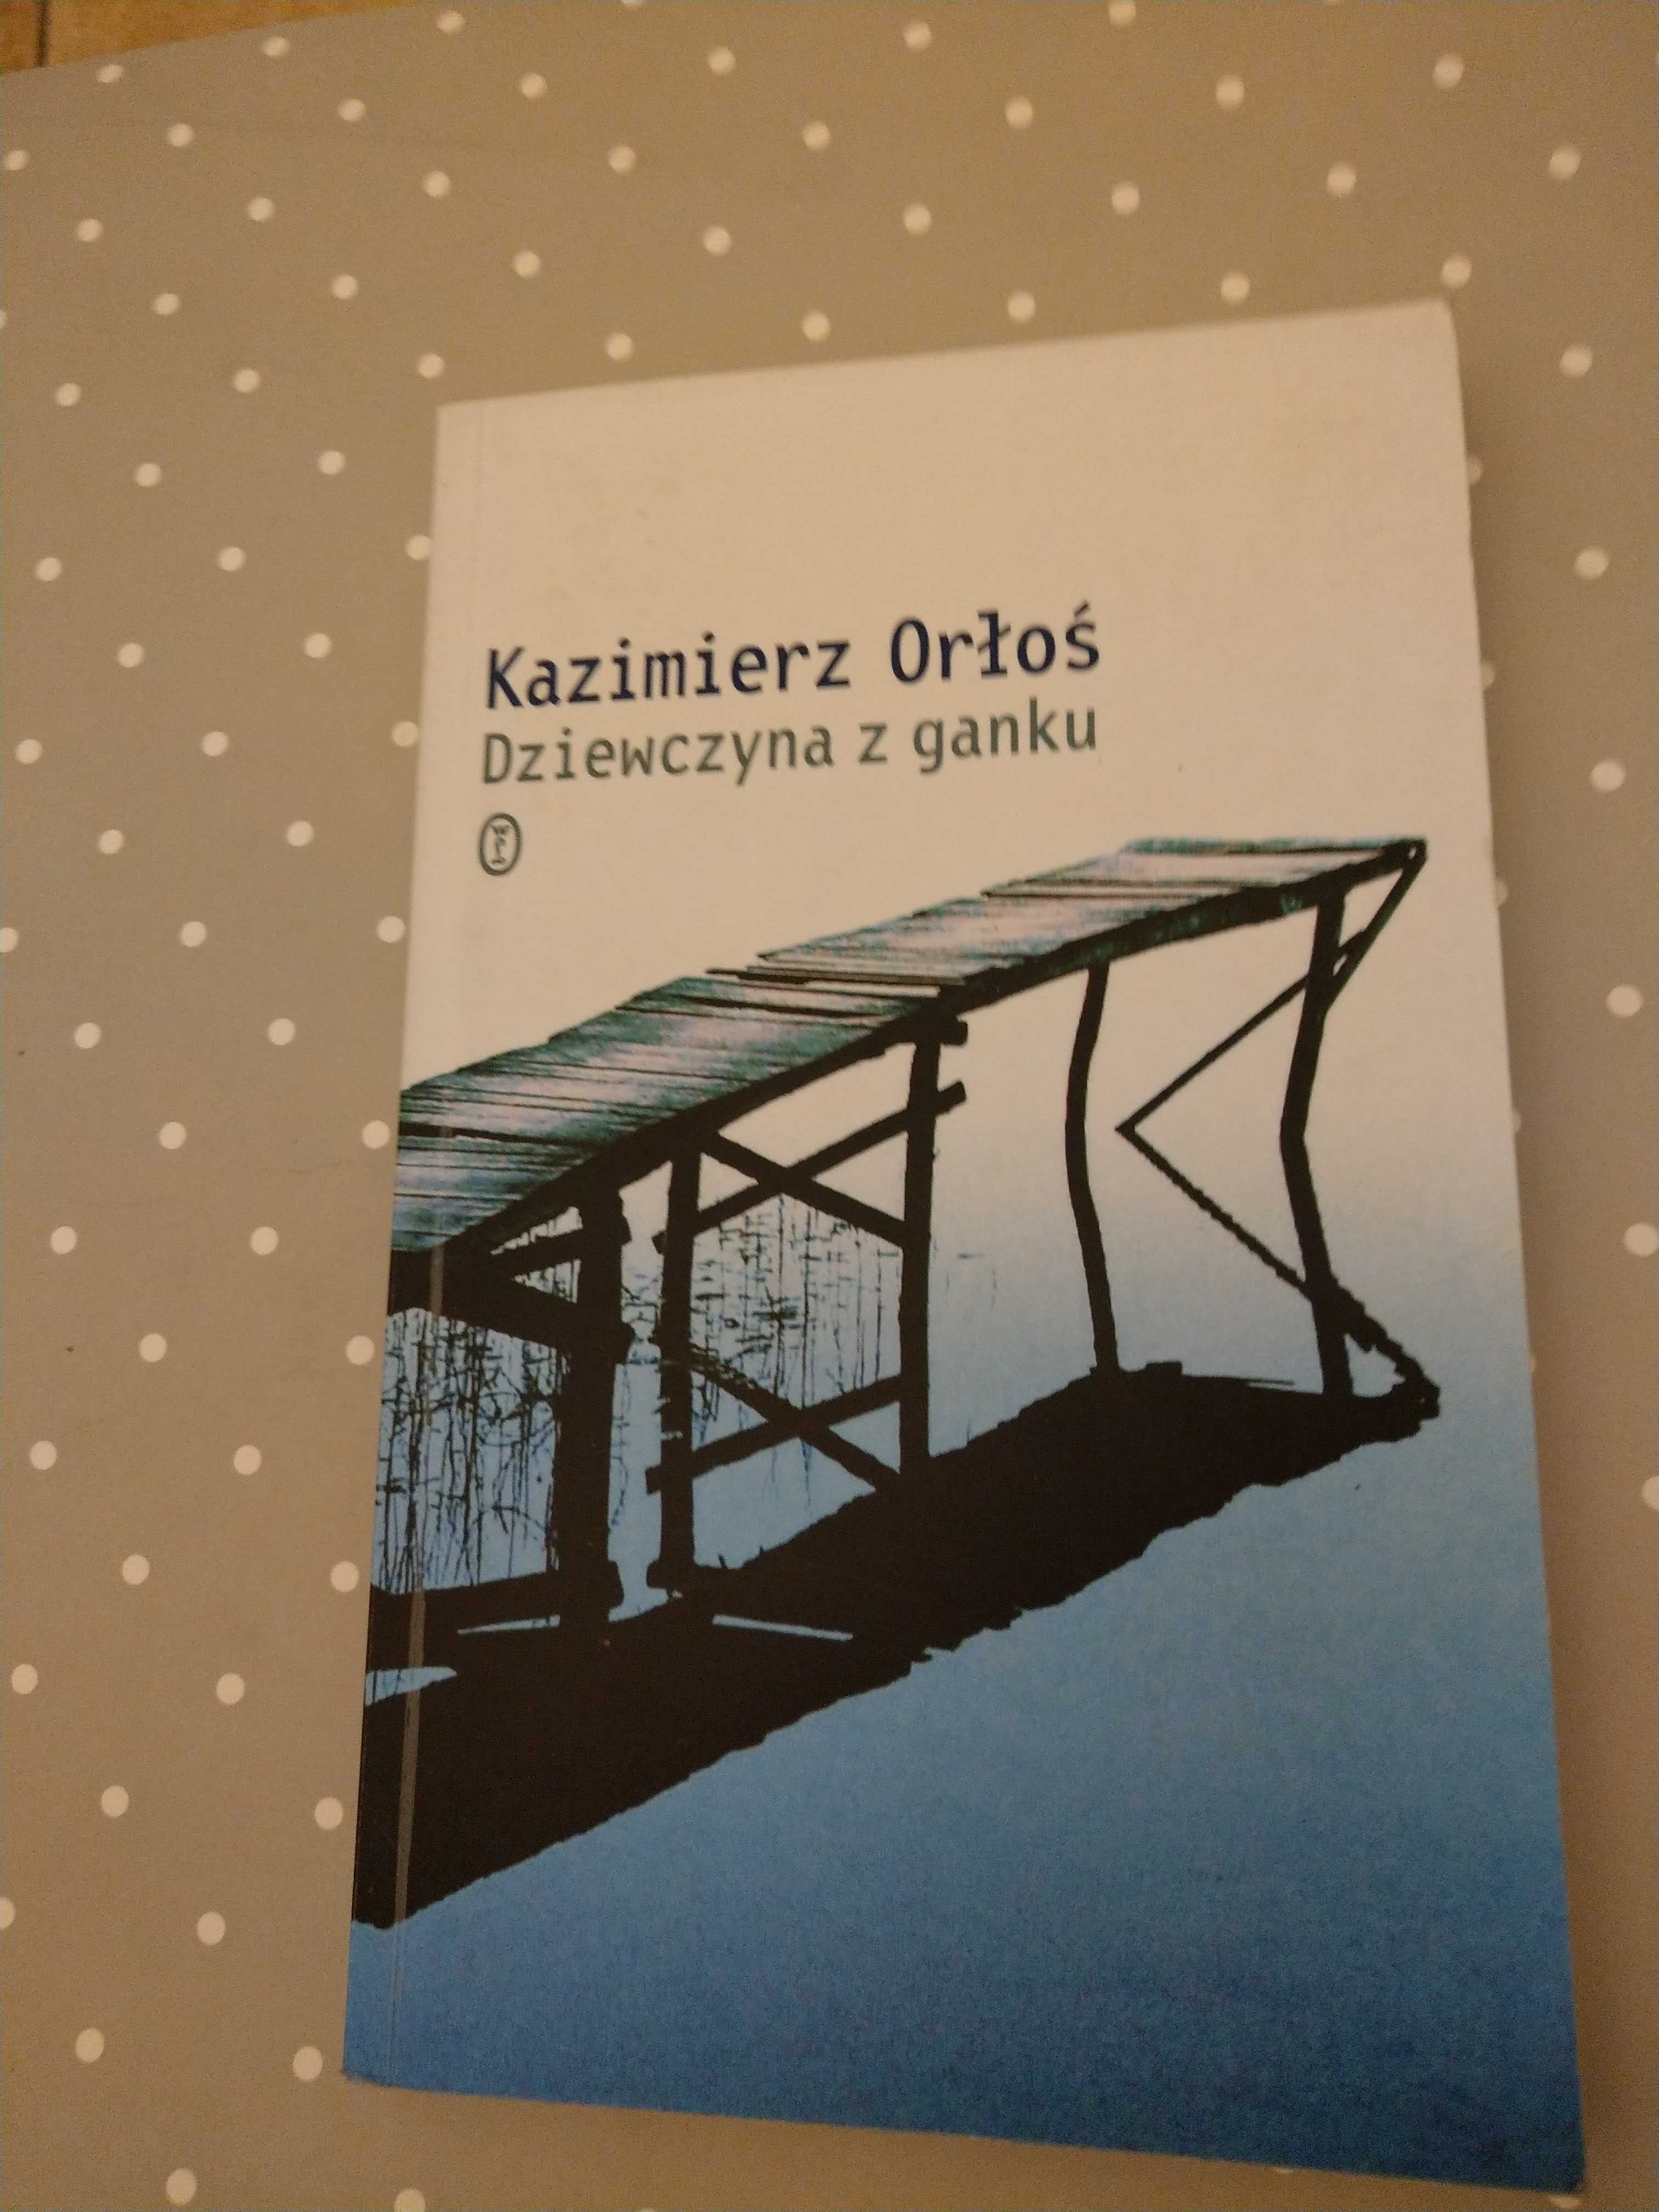 Kazimierz Orłoś
Dziewczyna z ganku